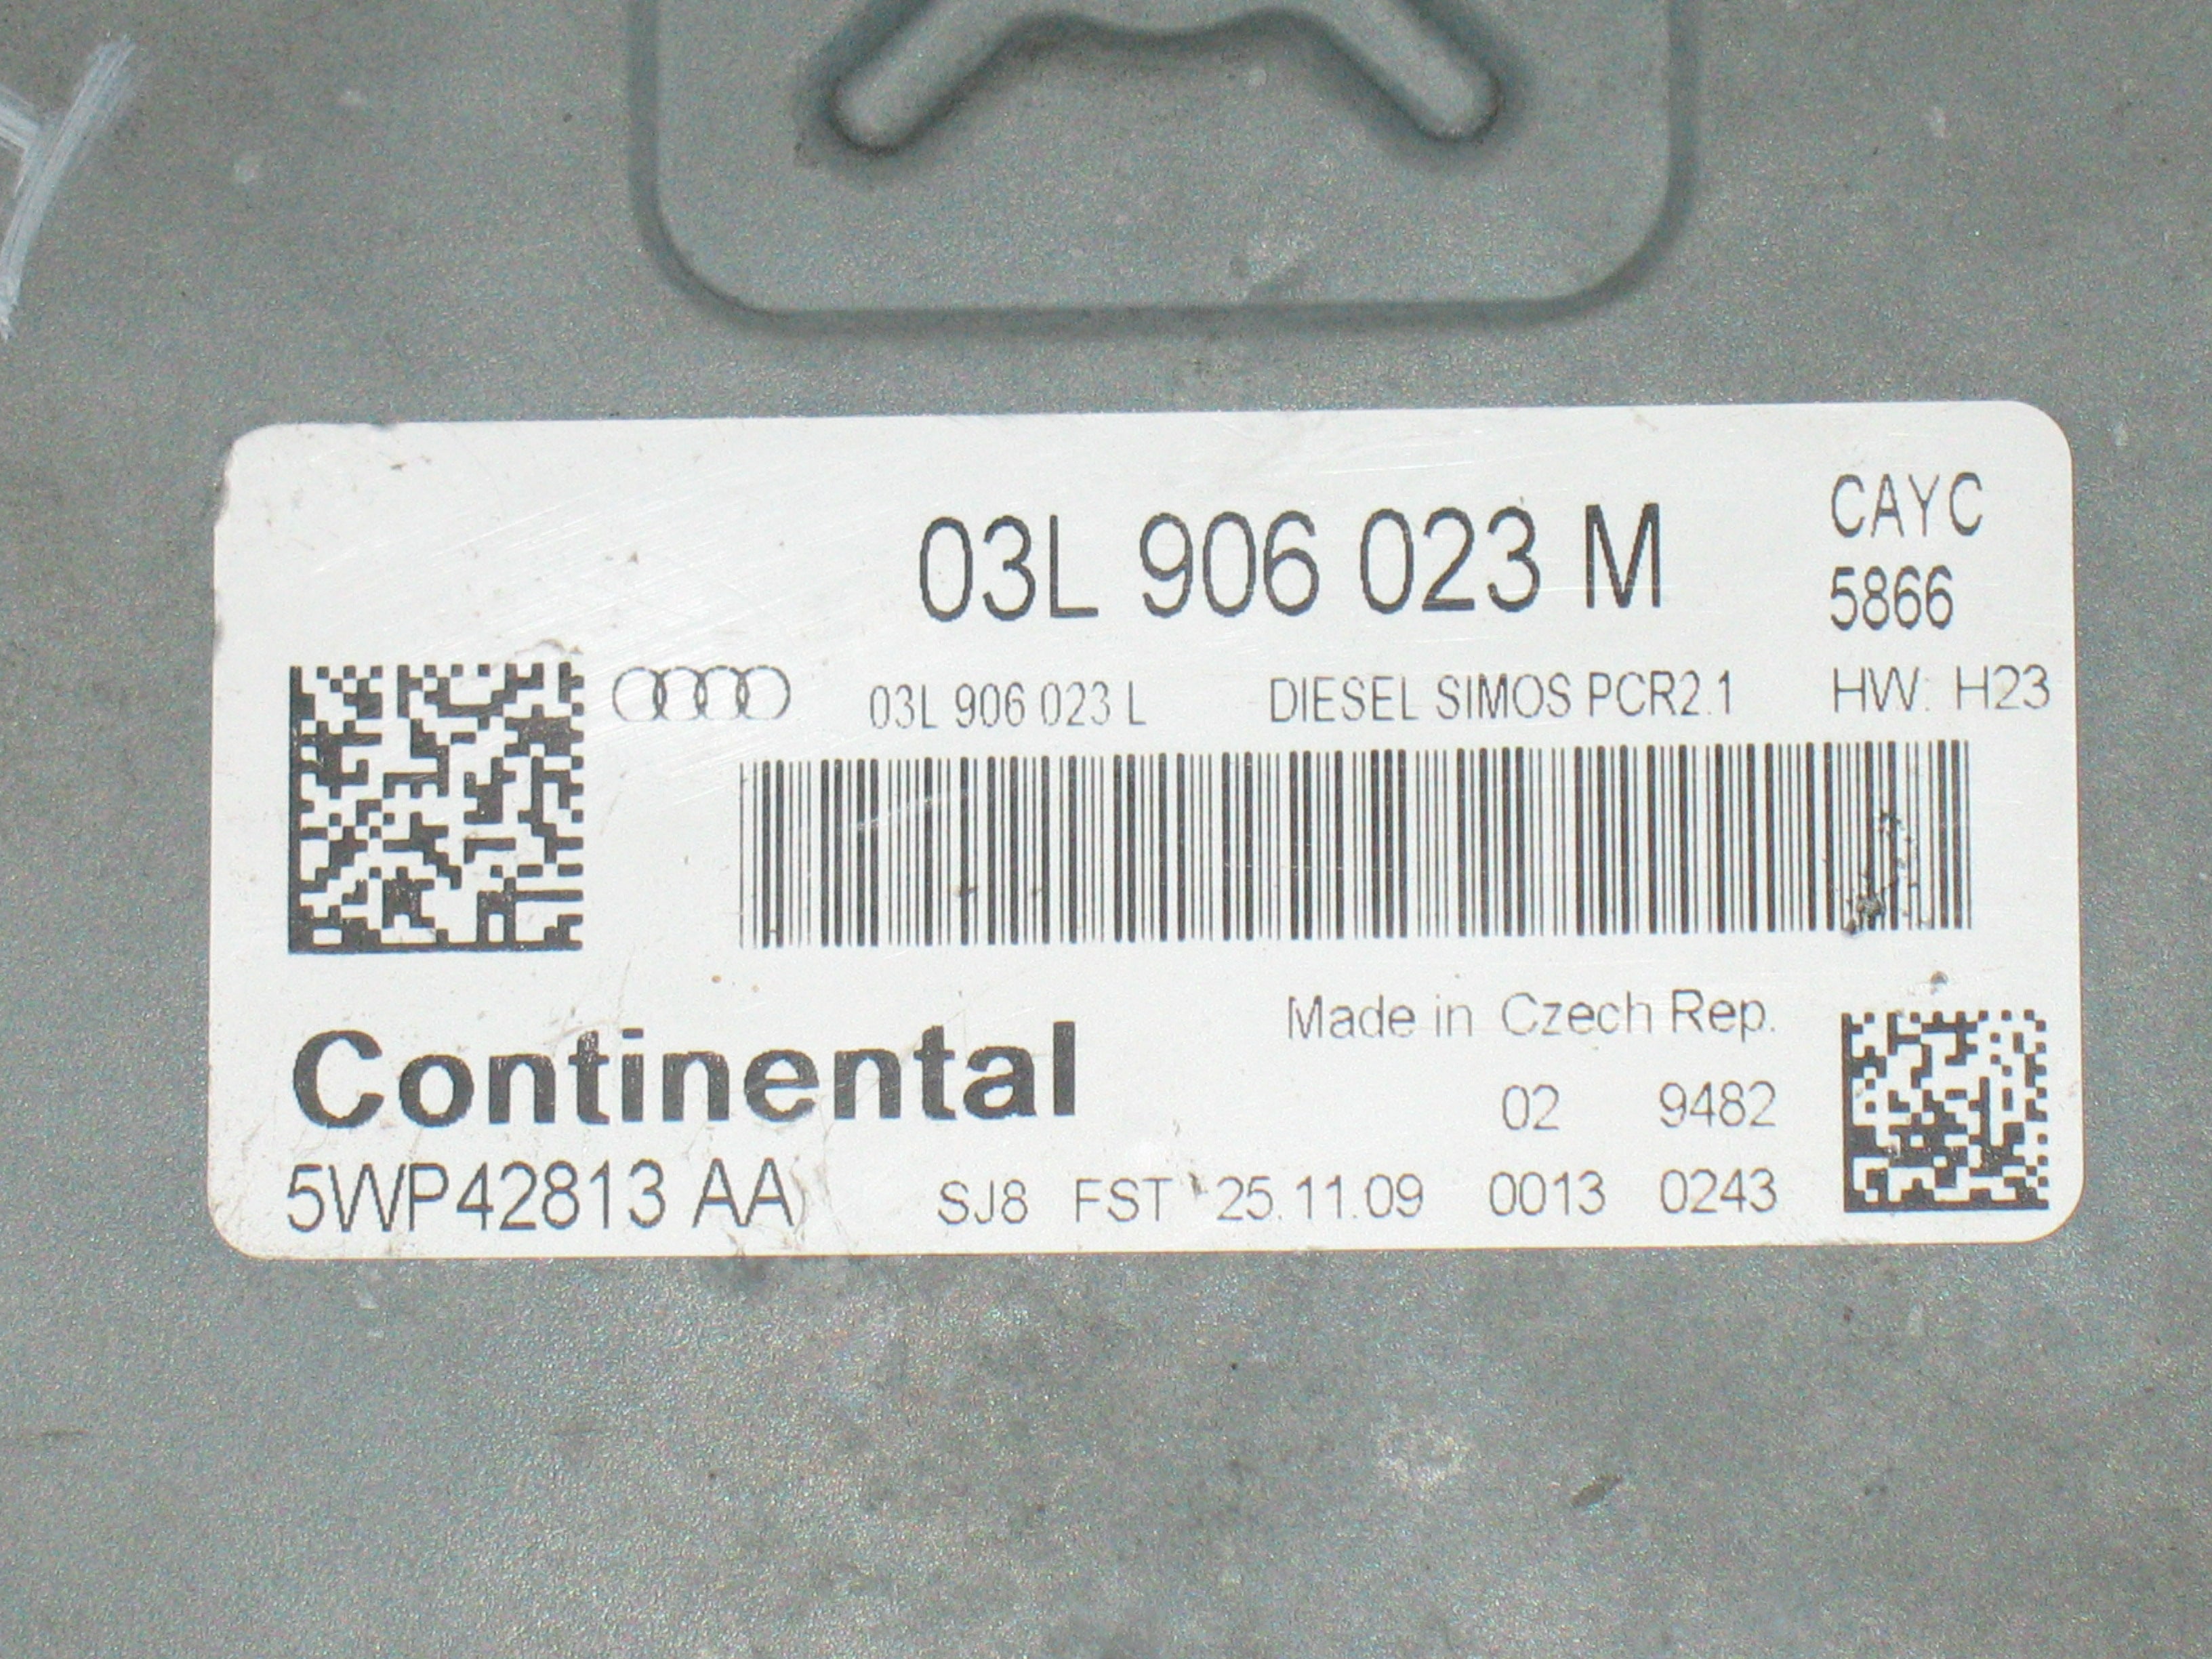 03L 906 023 M
CAYC
5866
03L 906 023 L DIESEL SIMOS PCR2.1 HW: H23
Made in Czech Rep.
Continental
02 9482
5WP42813 AA SJ8 FST 25.11.09 0013 0243